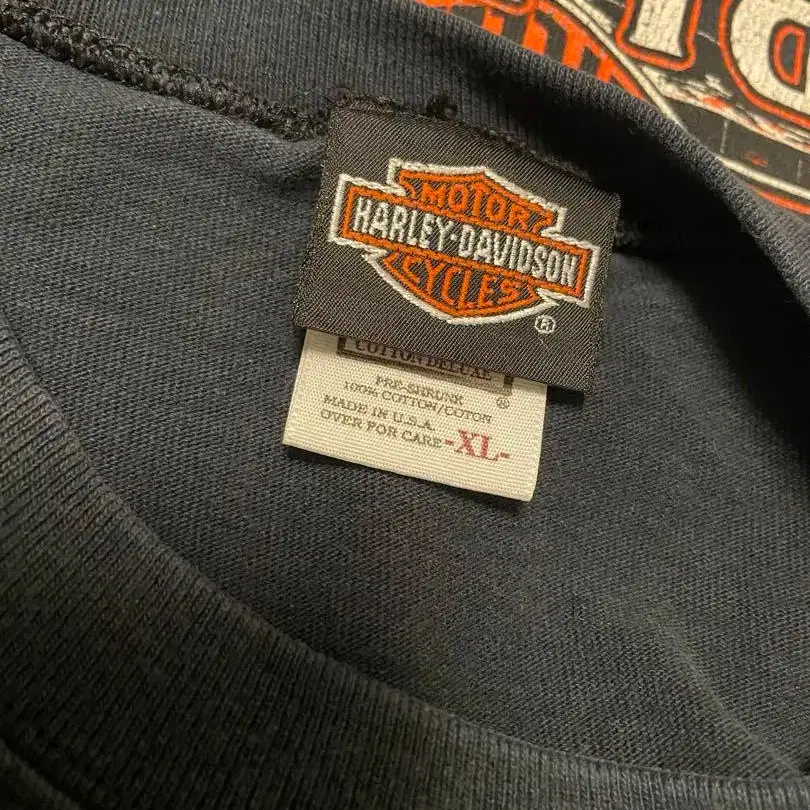 MOTOR
HARLEY-DAVIDSON
CYCLES
®
COTTON DELUXE
®
PRE-SHRUNK
100% COTTON/COTON
MADE IN U.S.A.
OVER FOR CARE -XL-